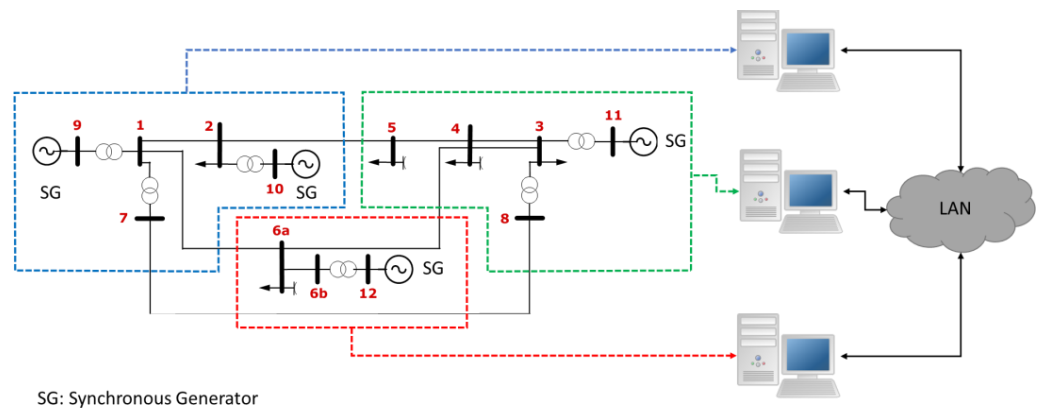 11
9
1
2
5
4
3
SG
SG
10
SG
7
8
LAN
6a
SG
6b
12
SG: Synchronous Generator